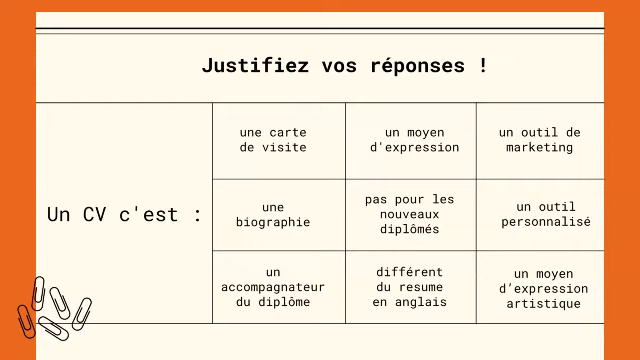 Justifiez vos réponses !
Un CV c'est :
une carte
de visite
un moyen
d'expression
un outil de
marketing
une
biographie
pas pour les
nouveaux
diplômés
un outil
personnalisé
un
accompagnateur
du diplôme
différent
du resume
en anglais
un moyen
d’expression
artistique